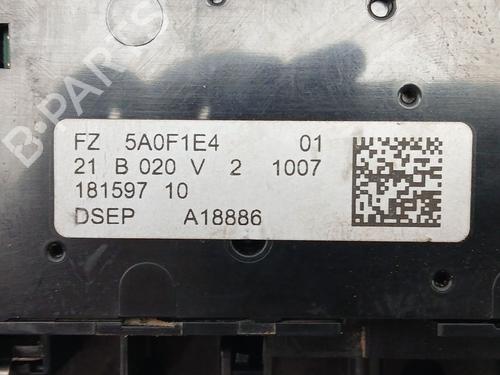 B-PARTS
FZ 5A0F1E4 01
21 B 020 V 2 1007
181597 10
DSEP A18886